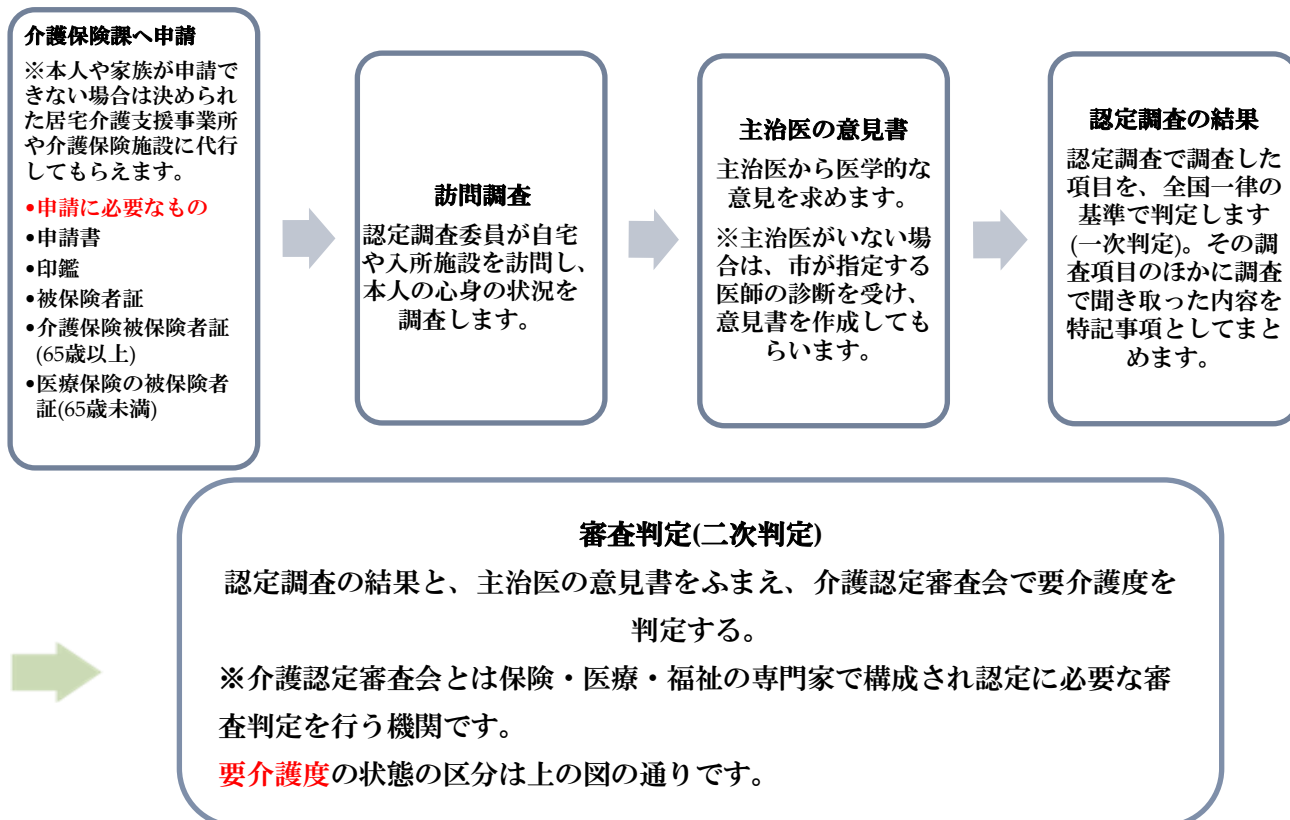 介護保険課へ申請
※本人や家族が申請で
きない場合は決められ
た居宅介護支援事業所
や介護保険施設に代行
してもらえます。
•申請に必要なもの
•申請書
•印鑑
•被保険者証
•介護保険被保険者証
(65歳以上)
•医療保険の被保険者
証(65歳未満)
訪問調査
認定調査委員が自宅
や入所施設を訪問し、
本人の心身の状況を
調査します。
主治医の意見書
主治医から医学的な
意見を求めます。
※主治医がいない場
合は、市が指定する
医師の診断を受け、
意見書を作成しても
らいます。
認定調査の結果
認定調査で調査した
項目を、全国一律の
基準で判定します
(一次判定)。その調
査項目のほかに調査
で聞き取った内容を
特記事項としてまと
めます。
審査判定(二次判定)
認定調査の結果と、主治医の意見書をふまえ、介護認定審査会で要介護度を
判定する。
※介護認定審査会とは保険・医療・福祉の専門家で構成され認定に必要な審
査判定を行う機関です。
要介護度の状態の区分は上の図の通りです。